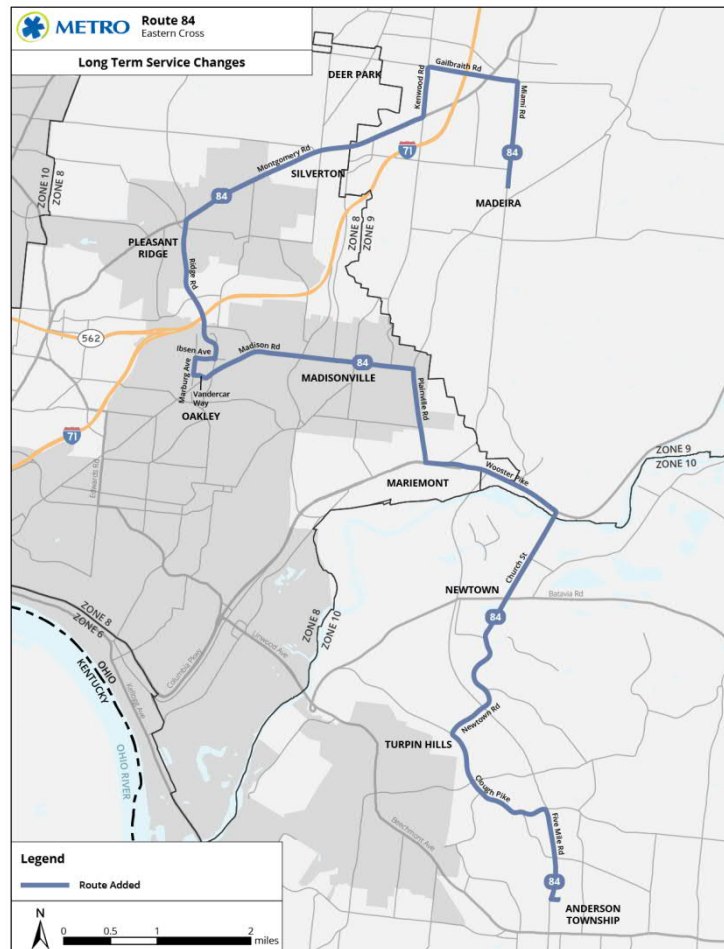 METRO
Route 84
Eastern Cross
Long Term Service Changes
DEER PARK
Kenwood Rd
Gailbraith Rd
Miami Rd
Montgomery Rd
71
SILVERTON
84
84
MADEIRA
ZONE 10
ZONE 8
ZONE 8
ZONE 9
PLEASANT
RIDGE
Ridge Rd
562
Ibsen Ave
Madison Rd
84
Marburg Ave
MADISONVILLE
Vandercar
Way
OAKLEY
Plainville Rd
71
Edwards Rd
ZONE 9
ZONE 10
MARIEMONT
Wooster Pike
Church St
NEWTOWN
Batavia Rd
84
ZONE 8
ZONE 6
ZONE 8
ZONE 10
OHIO
KENTUCKY
Columbia Pkwy
Linwood Ave
Kellogg Ave
OHIO RIVER
Newtown Rd
TURPIN HILLS
Clough Pike
Beechmont Ave
Five Mile Rd
84
ANDERSON
TOWNSHIP
Legend
Route Added
N
0 0.5 1 2
miles